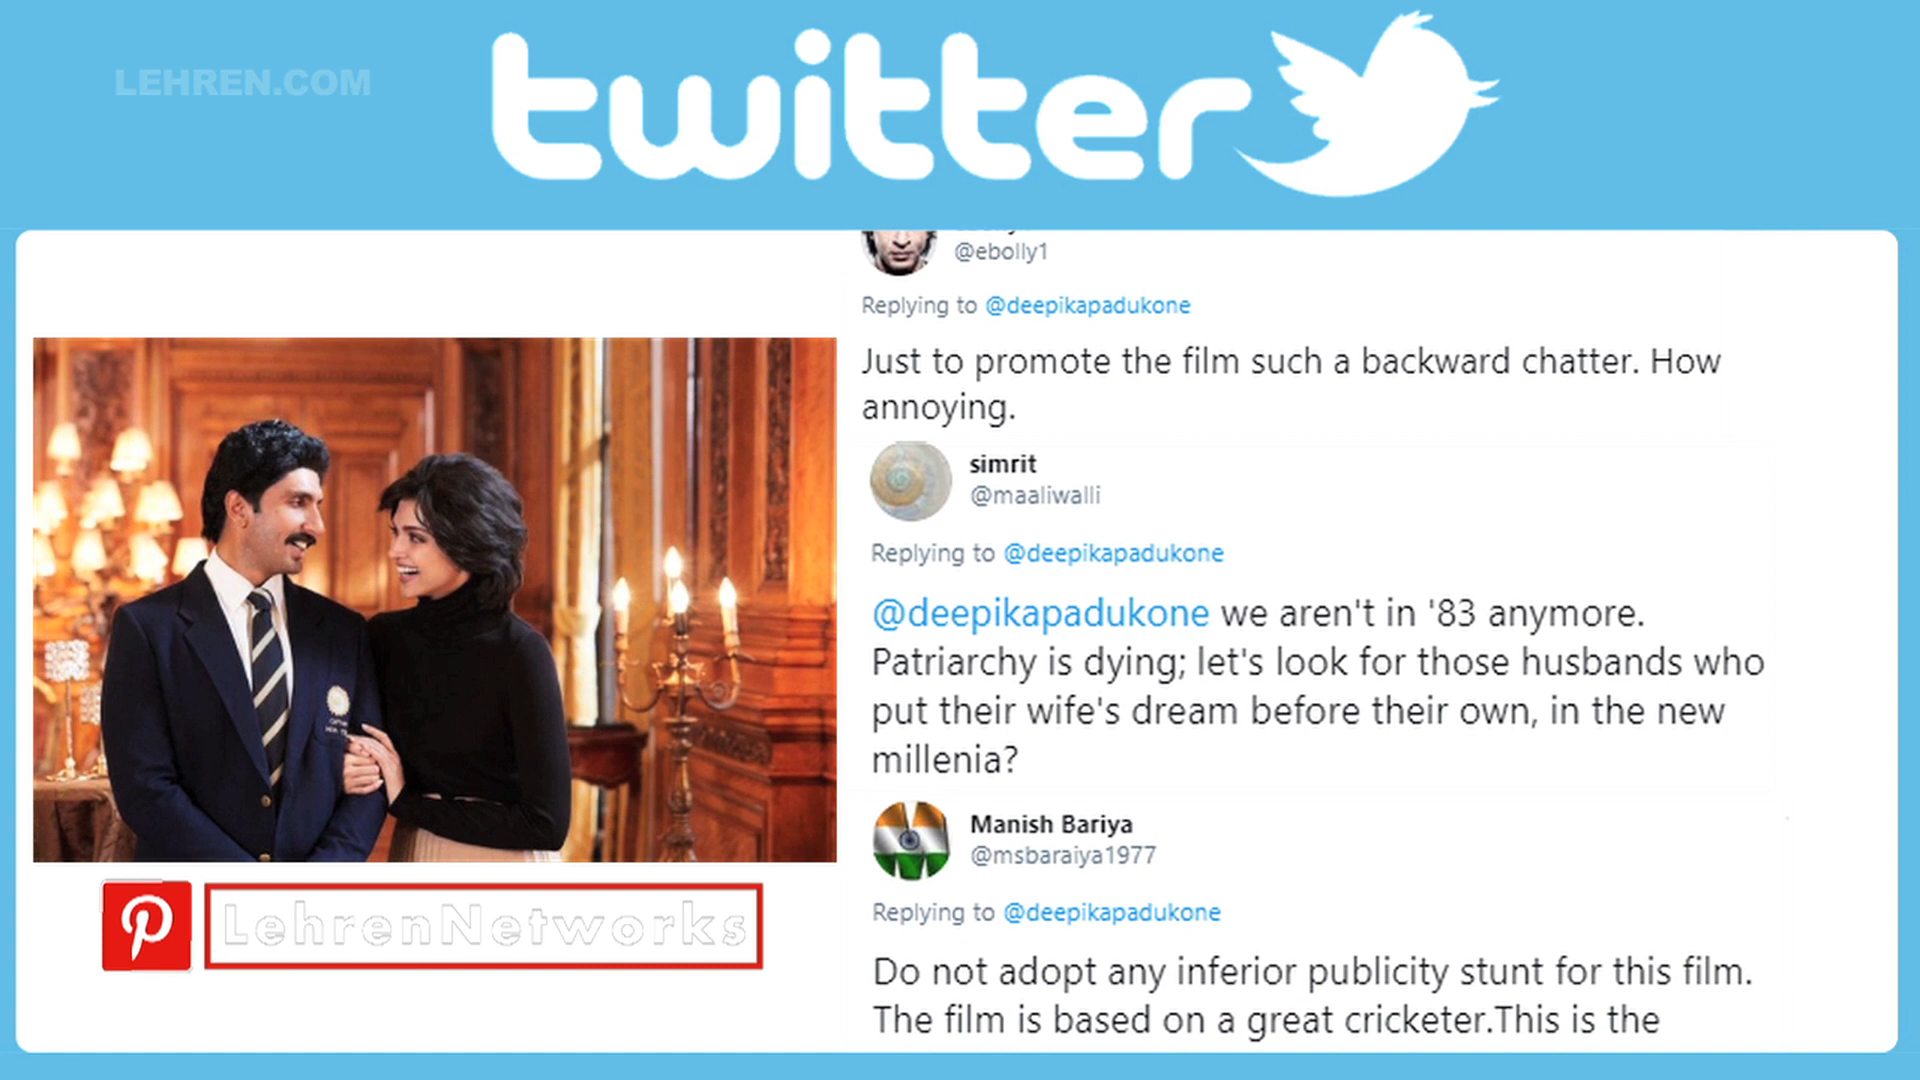 LEHREN.COM
twitter
@ebolly1
Replying to @deepikapadukone
Just to promote the film such a backward chatter. How
annoying.
simrit
@maaliwalli
Replying to @deepikapadukone
@deepikapadukone we aren't in '83 anymore.
Patriarchy is dying; let's look for those husbands who
put their wife's dream before their own, in the new
millenia?
Manish Bariya
@msbaraiya1977
Replying to @deepikapadukone
Do not adopt any inferior publicity stunt for this film.
The film is based on a great cricketer.This is the
LehrenNetworks